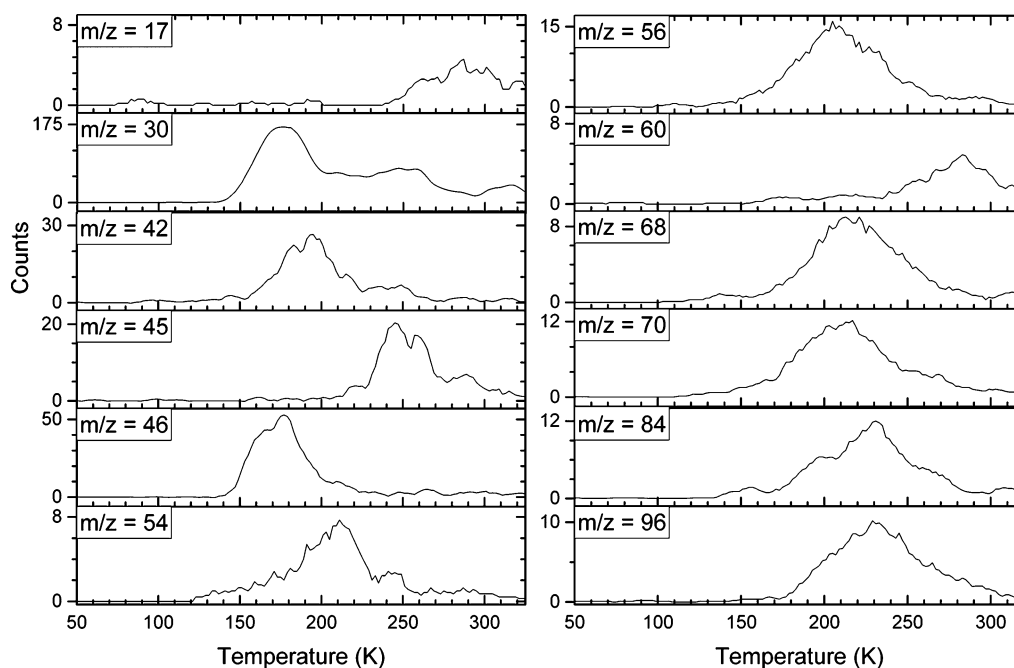 m/z = 17
8
0
m/z = 30
175
0
m/z = 42
30
0
m/z = 45
20
0
m/z = 46
50
0
m/z = 54
8
0
50 100 150 200 250 300
Temperature (K)
Counts
m/z = 56
15
0
m/z = 60
8
0
m/z = 68
8
0
m/z = 70
12
0
m/z = 84
12
0
m/z = 96
10
0
50 100 150 200 250 300
Temperature (K)